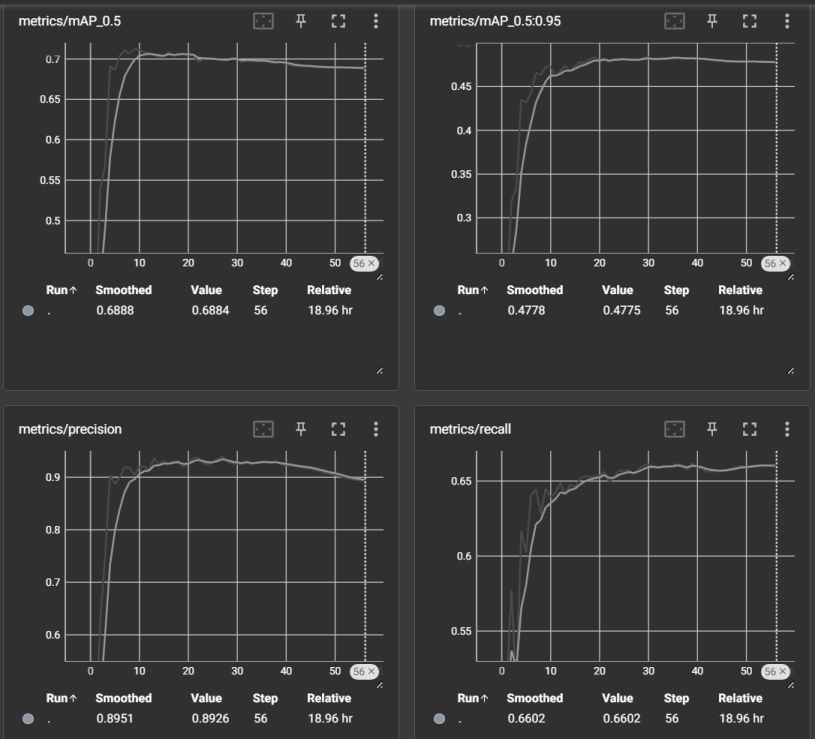 metrics/mAP_0.5
0.7
0.65
0.6
0.55
0.5
0 10 20 30 40 50 56 ×
Run↑ Smoothed Value Step Relative
. 0.6888 0.6884 56 18.96 hr
metrics/mAP_0.5:0.95
0.45
0.4
0.35
0.3
0 10 20 30 40 50 56 ×
Run↑ Smoothed Value Step Relative
. 0.4778 0.4775 56 18.96 hr
metrics/precision
0.9
0.8
0.7
0.6
0 10 20 30 40 50 56 ×
Run↑ Smoothed Value Step Relative
. 0.8951 0.8926 56 18.96 hr
metrics/recall
0.65
0.6
0.55
0 10 20 30 40 50 56 ×
Run↑ Smoothed Value Step Relative
. 0.6602 0.6602 56 18.96 hr